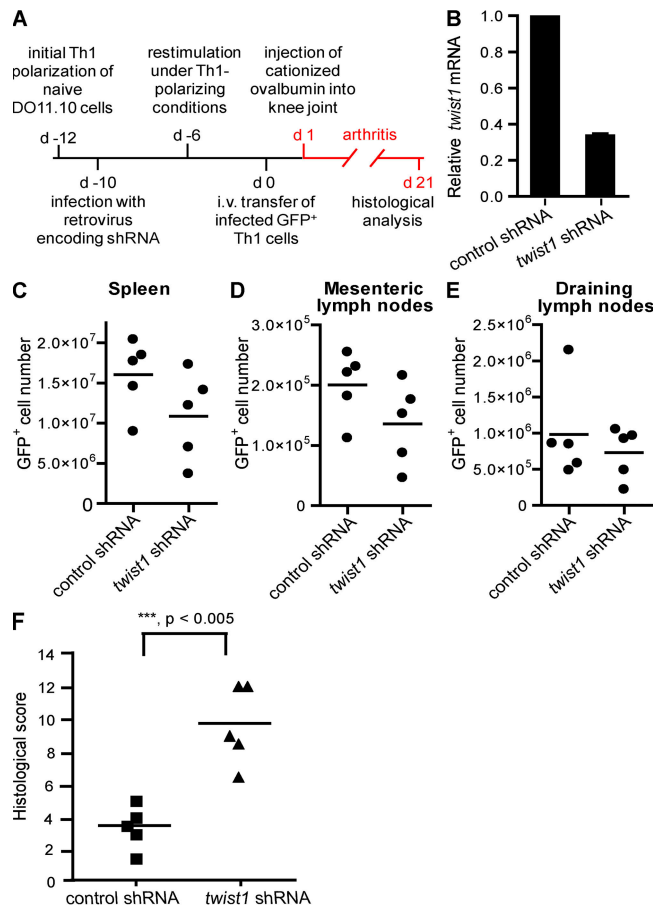 A
initial Th1
polarization of
naive
DO11.10 cells
restimulation
under Th1-
polarizing
conditions
injection of
cationized
ovalbumin into
knee joint
d -12
d -6
d 1
arthritis
d -10
d 0
d 21
infection with
retrovirus
encoding shRNA
i.v. transfer of
infected GFP⁺
Th1 cells
histological
analysis
B
Relative twist1 mRNA
1.0
0.8
0.6
0.4
0.2
0
control shRNA
twist1 shRNA
C
Spleen
GFP⁺ cell number
2.0×10⁷
1.5×10⁷
1.0×10⁷
5.0×10⁶
0
control shRNA
twist1 shRNA
D
Mesenteric
lymph nodes
GFP⁺ cell number
3.0×10⁵
2.0×10⁵
1.0×10⁵
0
control shRNA
twist1 shRNA
E
Draining
lymph nodes
GFP⁺ cell number
2.5×10⁶
2.0×10⁶
1.5×10⁶
1.0×10⁶
5.0×10⁵
0
control shRNA
twist1 shRNA
F
***, p < 0.005
Histological score
14
12
10
8
6
4
2
0
control shRNA
twist1 shRNA